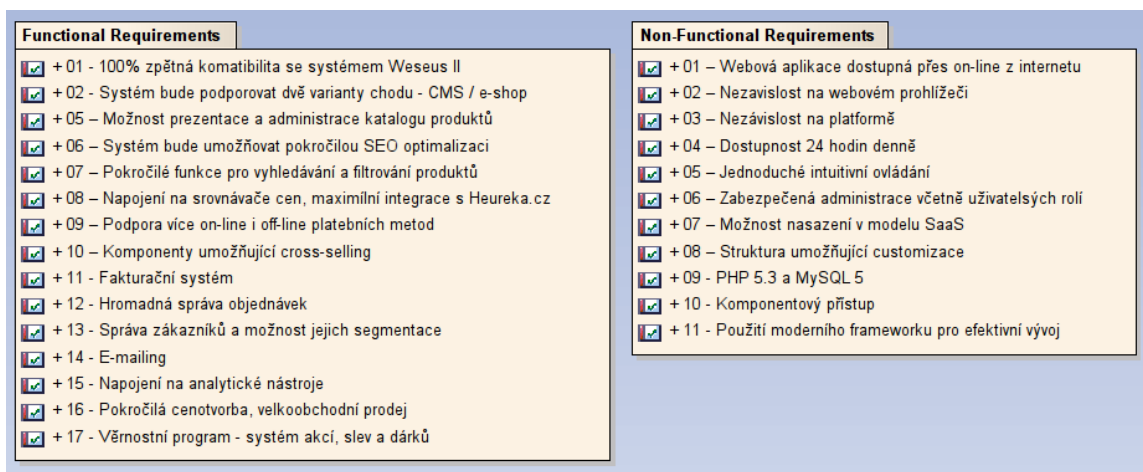 Functional Requirements
+ 01 - 100% zpětná komatibilita se systémem Weseus II
+ 02 - Systém bude podporovat dvě varianty chodu - CMS / e-shop
+ 05 – Možnost prezentace a administrace katalogu produktů
+ 06 – Systém bude umožňovat pokročilou SEO optimalizaci
+ 07 – Pokročilé funkce pro vyhledávání a filtrování produktů
+ 08 – Napojení na srovnávače cen, maximílní integrace s Heureka.cz
+ 09 – Podpora více on-line i off-line platebních metod
+ 10 – Komponenty umožňující cross-selling
+ 11 - Fakturační systém
+ 12 - Hromadná správa objednávek
+ 13 - Správa zákazníků a možnost jejich segmentace
+ 14 - E-mailing
+ 15 - Napojení na analytické nástroje
+ 16 - Pokročilá cenotvorba, velkoobchodní prodej
+ 17 - Věrnostní program - systém akcí, slev a dárků
Non-Functional Requirements
+ 01 – Webová aplikace dostupná přes on-line z internetu
+ 02 – Nezavislost na webovém prohlížeči
+ 03 – Nezávislost na platformě
+ 04 – Dostupnost 24 hodin denně
+ 05 – Jednoduché intuitivní ovládání
+ 06 – Zabezpečená administrace včetně uživatelsých rolí
+ 07 – Možnost nasazení v modelu SaaS
+ 08 – Struktura umožňující customizace
+ 09 - PHP 5.3 a MySQL 5
+ 10 - Komponentový přístup
+ 11 - Použití moderního frameworku pro efektivní vývoj